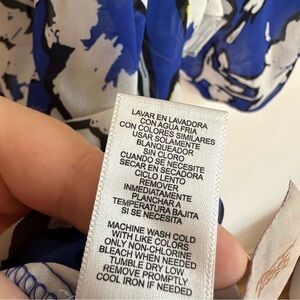 LAVAR EN LAVADORA
CON AGUA FRIA
CON COLORES SIMILARES
USAR SOLAMENTE
BLANQUEADOR
SIN CLORO
CUANDO SE NECESITE
SECAR EN SECADORA
CICLO LENTO
REMOVER
INMEDIATAMENTE
PLANCHAR A
TEMPERATURA BAJITA
SI SE NECESITA
MACHINE WASH COLD
WITH LIKE COLORS
ONLY NON-CHLORINE
BLEACH WHEN NEEDED
TUMBLE DRY LOW
REMOVE PROMPTLY
COOL IRON IF NEEDED